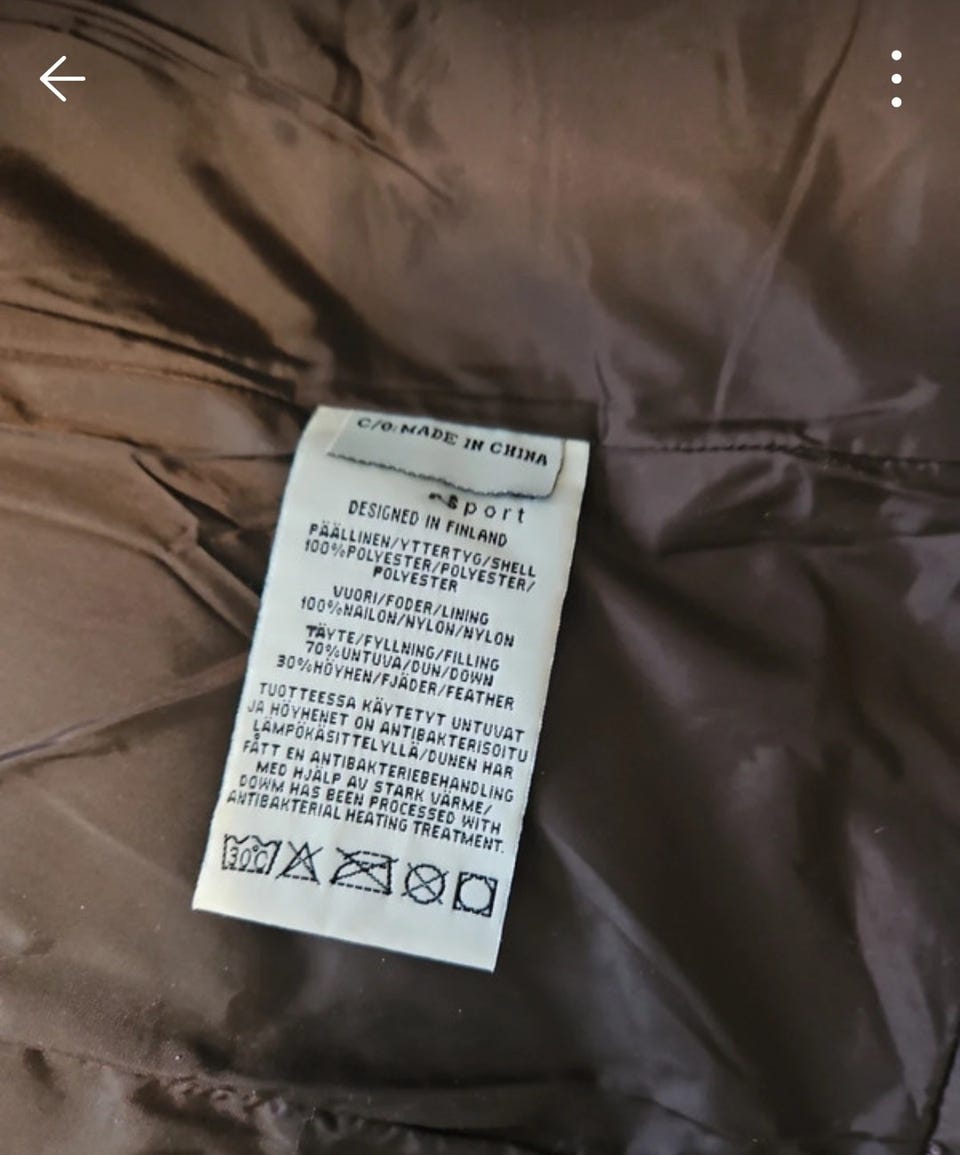 C/O: MADE IN CHINA
sport
DESIGNED IN FINLAND
PÄÄLLINEN/YTTERTYG/SHELL
100%POLYESTER/POLYESTER/
POLYESTER
VUORI/FODER/LINING
100%NAILON/NYLON/NYLON
TÄYTE/FYLLNING/FILLING
70%UNTUVA/DUN/DOWN
30%HÖYHEN/FJÄDER/FEATHER
TUOTTEESSA KÄYTETYT UNTUVAT
JA HÖYHENET ON ANTIBAKTERISOITU
LÄMPÖKÄSITTELYLLÄ/DUNEN HAR
FÅTT EN ANTIBAKTERIEBEHANDLING
MED HJÄLP AV STARK VÄRME/
DOWM HAS BEEN PROCESSED WITH
ANTIBAKTERIAL HEATING TREATMENT.
30°C